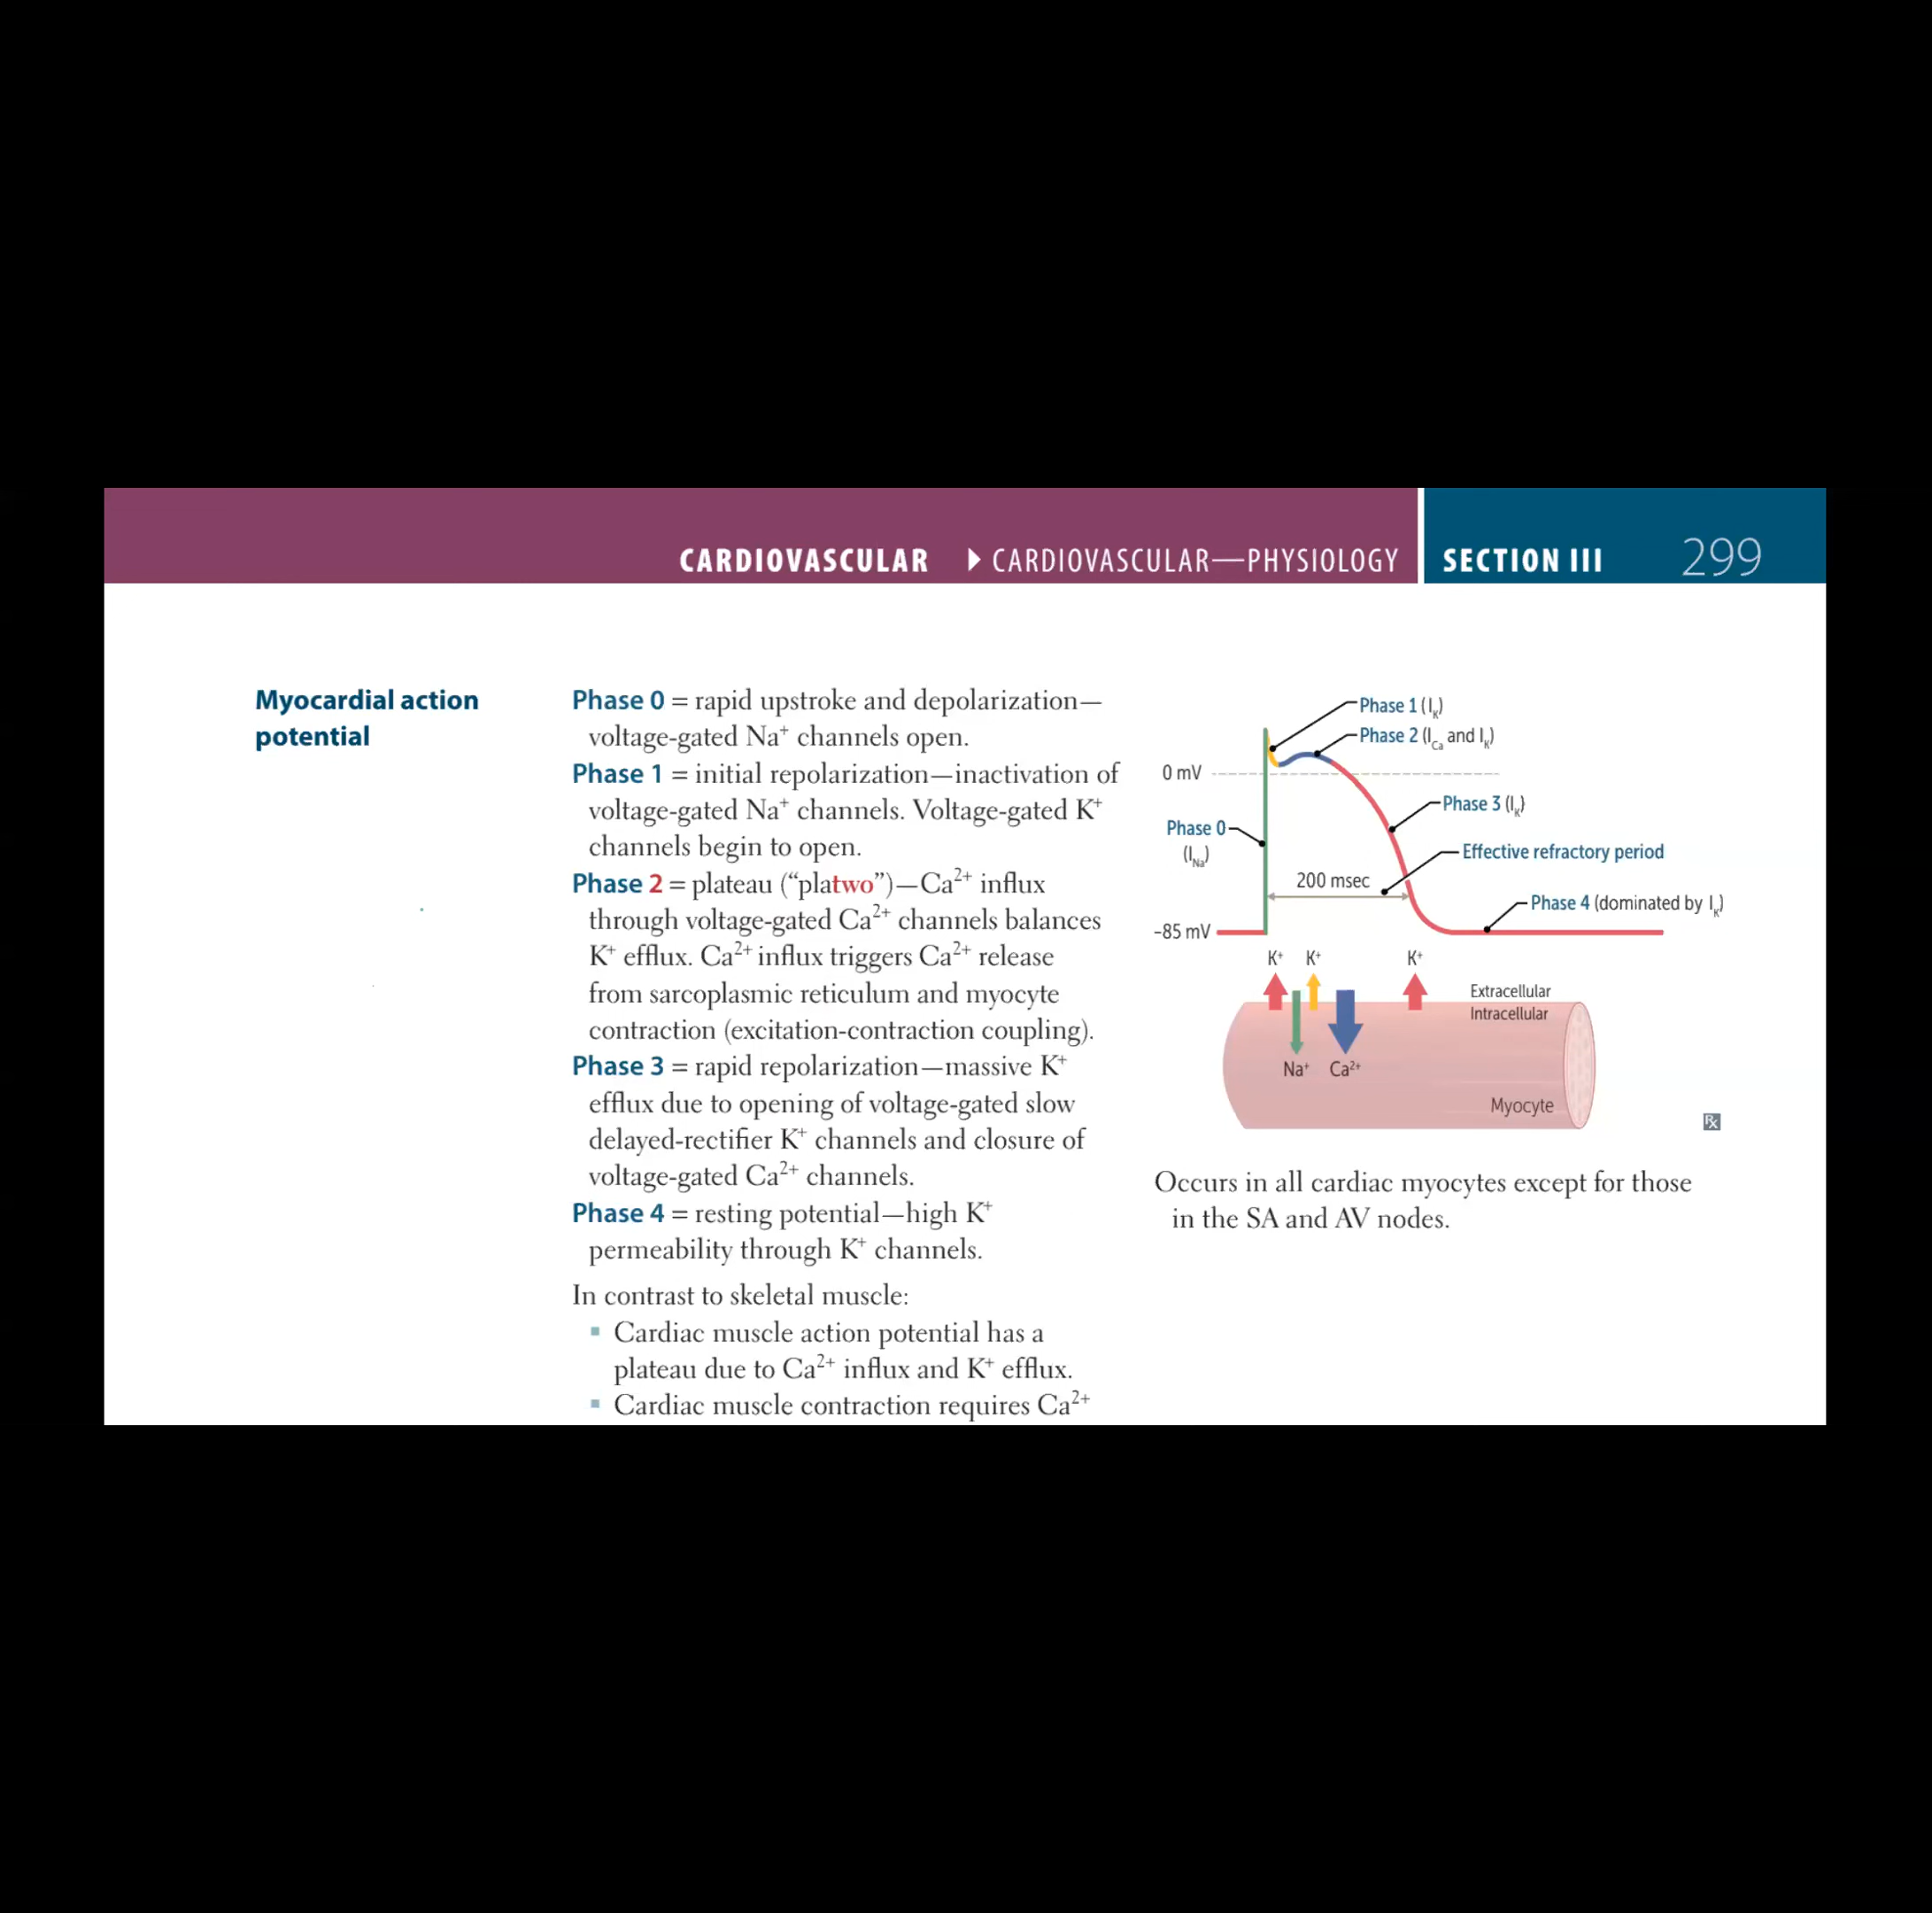 CARDIOVASCULAR ▶ CARDIOVASCULAR—PHYSIOLOGY SECTION III 299
Myocardial action
potential
Phase 0 = rapid upstroke and depolarization—
voltage-gated Na⁺ channels open.
Phase 1 = initial repolarization—inactivation of
voltage-gated Na⁺ channels. Voltage-gated K⁺
channels begin to open.
Phase 2 = plateau (“platwo”)—Ca²⁺ influx
through voltage-gated Ca²⁺ channels balances
K⁺ efflux. Ca²⁺ influx triggers Ca²⁺ release
from sarcoplasmic reticulum and myocyte
contraction (excitation-contraction coupling).
Phase 3 = rapid repolarization—massive K⁺
efflux due to opening of voltage-gated slow
delayed-rectifier K⁺ channels and closure of
voltage-gated Ca²⁺ channels.
Phase 4 = resting potential—high K⁺
permeability through K⁺ channels.
In contrast to skeletal muscle:
▪ Cardiac muscle action potential has a
plateau due to Ca²⁺ influx and K⁺ efflux.
▪ Cardiac muscle contraction requires Ca²⁺
Phase 1 (I_K)
Phase 2 (I_Ca and I_K)
0 mV
Phase 3 (I_K)
Phase 0
(I_Na)
Effective refractory period
200 msec
Phase 4 (dominated by I_K)
-85 mV
K⁺ K⁺ K⁺
Extracellular
Intracellular
Na⁺ Ca²⁺
Myocyte
Rx
Occurs in all cardiac myocytes except for those
in the SA and AV nodes.